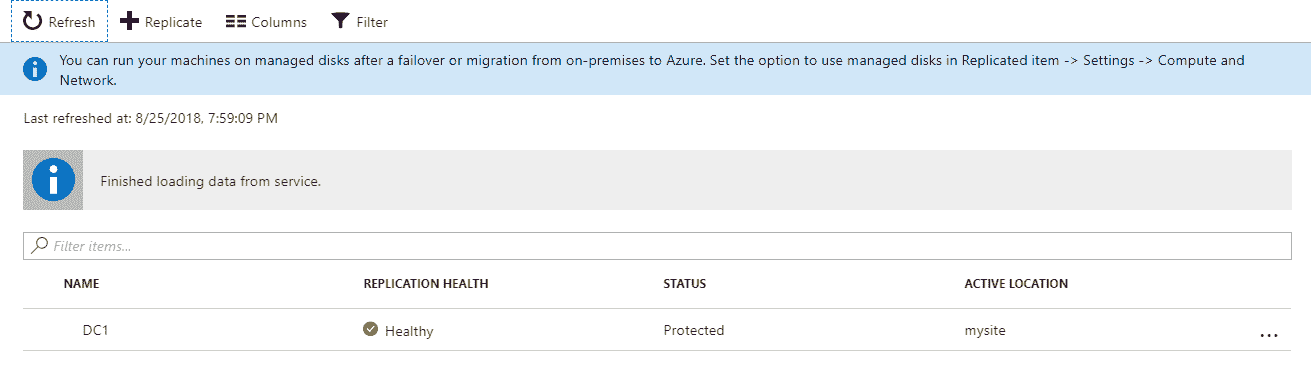 Refresh Replicate Columns Filter
You can run your machines on managed disks after a failover or migration from on-premises to Azure. Set the option to use managed disks in Replicated item -> Settings -> Compute and
Network.
Last refreshed at: 8/25/2018, 7:59:09 PM
Finished loading data from service.
Filter items...
NAME REPLICATION HEALTH STATUS ACTIVE LOCATION
DC1 Healthy Protected mysite ...